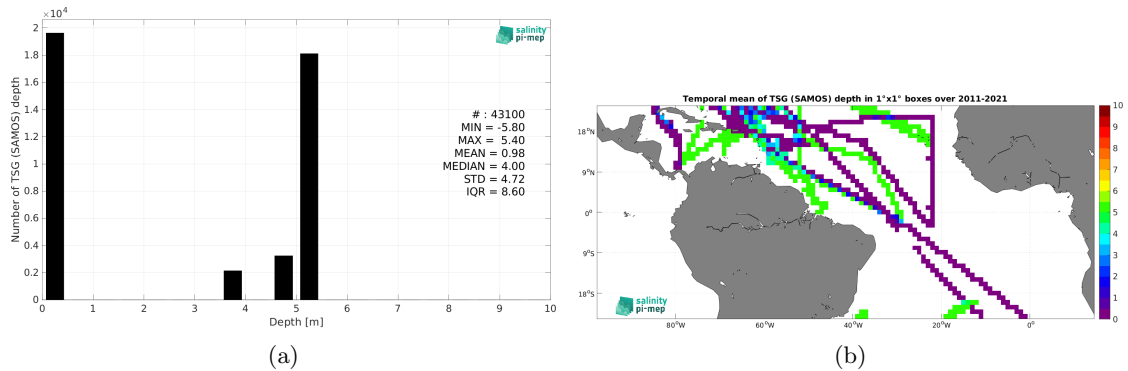 ×10⁴
2
1.8
1.6
1.4
1.2
1
0.8
0.6
0.4
0.2
0
Number of TSG (SAMOS) depth
0 1 2 3 4 5 6 7 8 9 10
Depth [m]
salinity
pi-mep
# : 43100
MIN = -5.80
MAX = 5.40
MEAN = 0.98
MEDIAN = 4.00
STD = 4.72
IQR = 8.60
(a)
Temporal mean of TSG (SAMOS) depth in 1°x1° boxes over 2011-2021
18°N
9°N
0°
9°S
18°S
80°W 60°W 40°W 20°W 0°
salinity
pi-mep
10
9
8
7
6
5
4
3
2
1
0
(b)